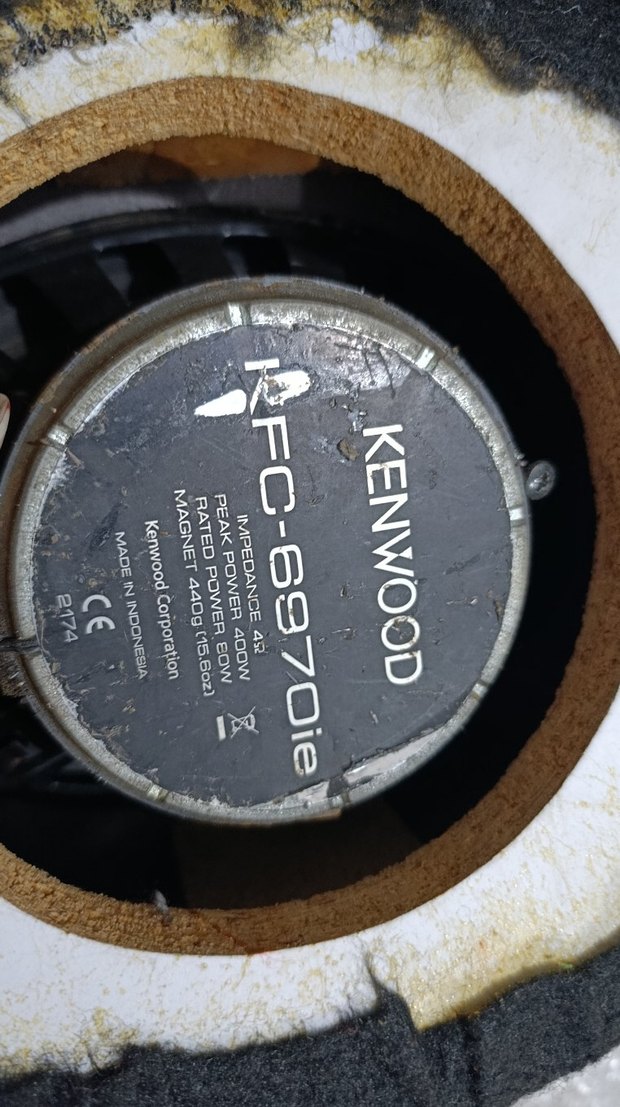 KENWOOD
KFC-6970ie
IMPEDANCE 4Ω
PEAK POWER 400W
RATED POWER 80W
MAGNET 440g (15.6oz)
Kenwood Corporation
MADE IN INDONESIA
CE
2174